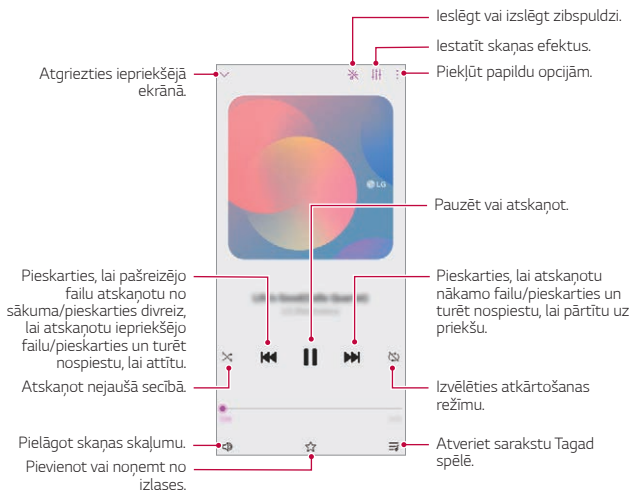 Ieslēgt vai izslēgt zibspuldzi.
Iestatīt skaņas efektus.
Piekļūt papildu opcijām.
Atgriezties iepriekšējā
ekrānā.
LG
Pauzēt vai atskaņot.
Pieskarties, lai pašreizējo
failu atskaņotu no
sākuma/pieskarties divreiz,
lai atskaņotu iepriekšējo
failu/pieskarties un turēt
nospiestu, lai attītu.
Pieskarties, lai atskaņotu
nākamo failu/pieskarties un
turēt nospiestu, lai pārtītu uz
priekšu.
Atskaņot nejaušā secībā.
Izvēlēties atkārtošanas
režīmu.
Pielāgot skaņas skaļumu.
Atveriet sarakstu Tagad
spēlē.
Pievienot vai noņemt no
izlases.